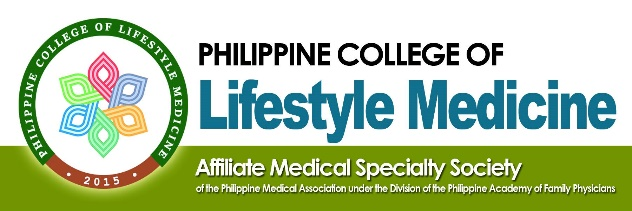 PHILIPPINE COLLEGE OF LIFESTYLE MEDICINE
• 2015 •
PHILIPPINE COLLEGE OF
Lifestyle Medicine
Affiliate Medical Specialty Society
of the Philippine Medical Association under the Division of the Philippine Academy of Family Physicians